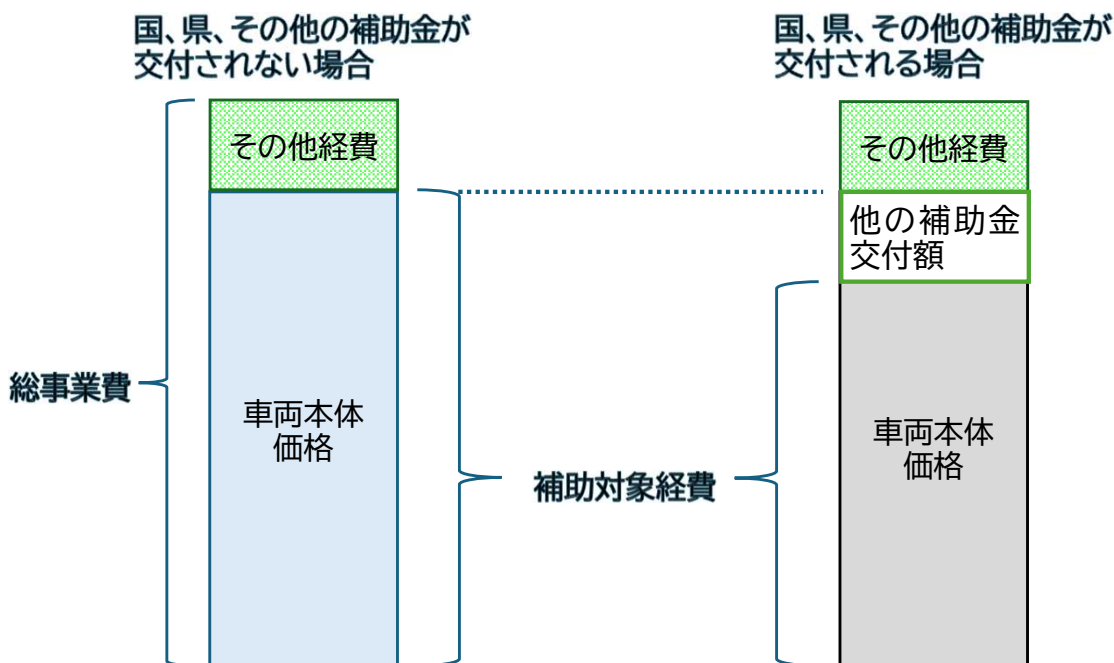 国、県、その他の補助金が
交付されない場合
国、県、その他の補助金が
交付される場合
その他経費
その他経費
他の補助金
交付額
総事業費
車両本体
価格
車両本体
価格
補助対象経費